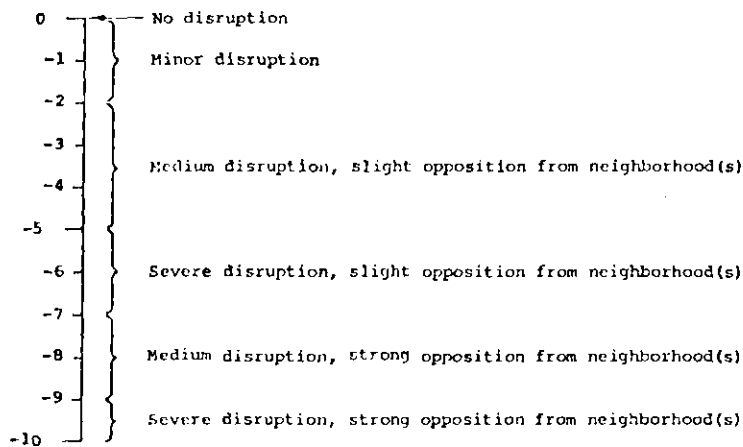 0 No disruption
-1 Minor disruption
-2
-3
Medium disruption, slight opposition from neighborhood(s)
-4
-5
-6 Severe disruption, slight opposition from neighborhood(s)
-7
-8 Medium disruption, strong opposition from neighborhood(s)
-9
Severe disruption, strong opposition from neighborhood(s)
-10